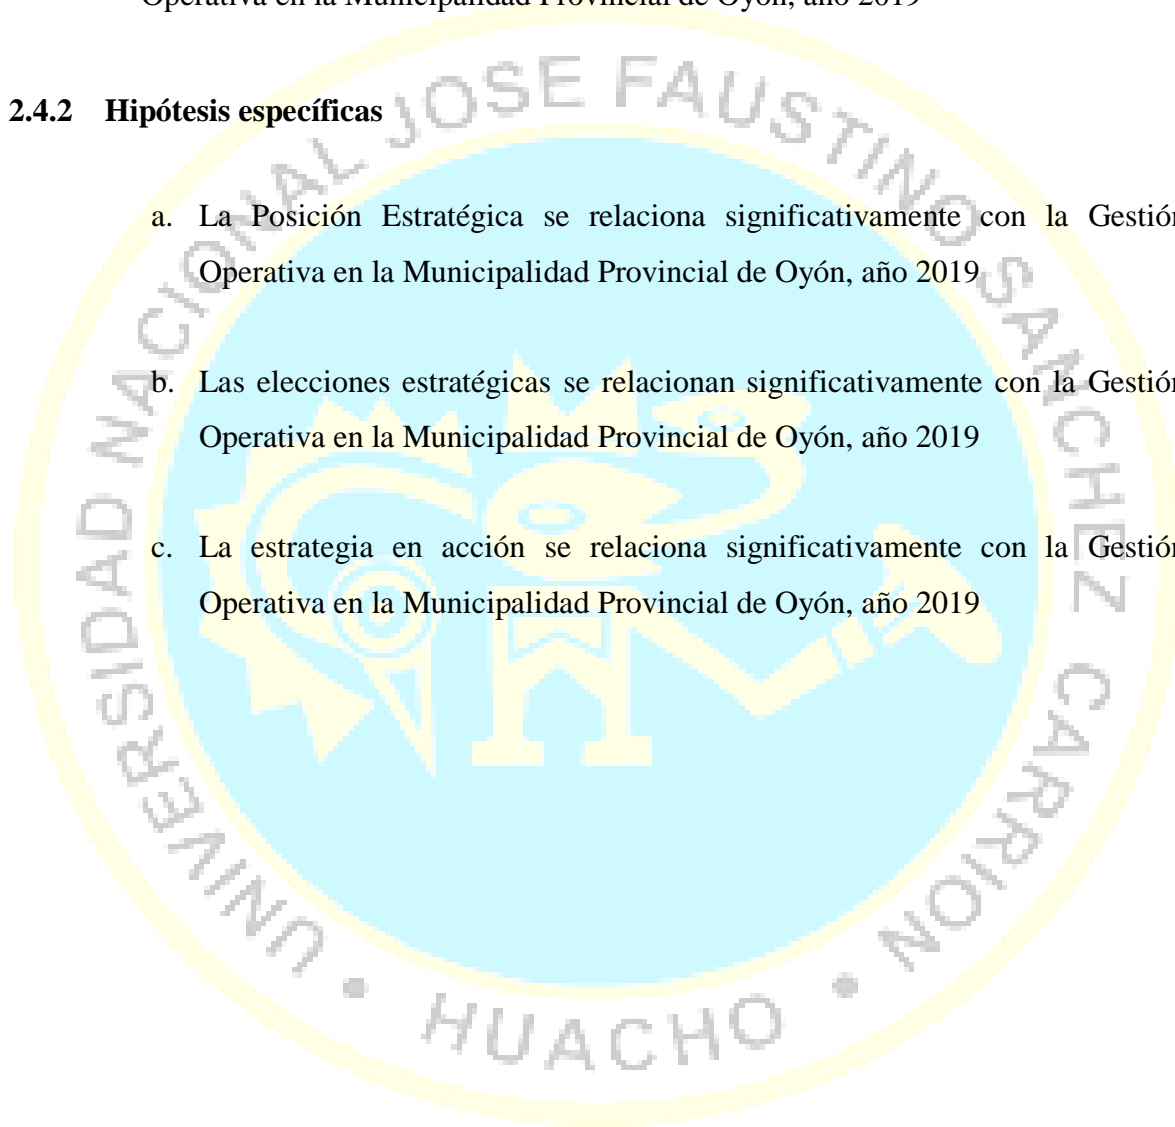 Operativa en la Municipalidad Provincial de Oyón, año 2019
2.4.2 Hipótesis específicas
a. La Posición Estratégica se relaciona significativamente con la Gestión
Operativa en la Municipalidad Provincial de Oyón, año 2019
b. Las elecciones estratégicas se relacionan significativamente con la Gestión
Operativa en la Municipalidad Provincial de Oyón, año 2019
c. La estrategia en acción se relaciona significativamente con la Gestión
Operativa en la Municipalidad Provincial de Oyón, año 2019
UNIVERSIDAD NACIONAL JOSE FAUSTINO SANCHEZ CARRION
• HUACHO •